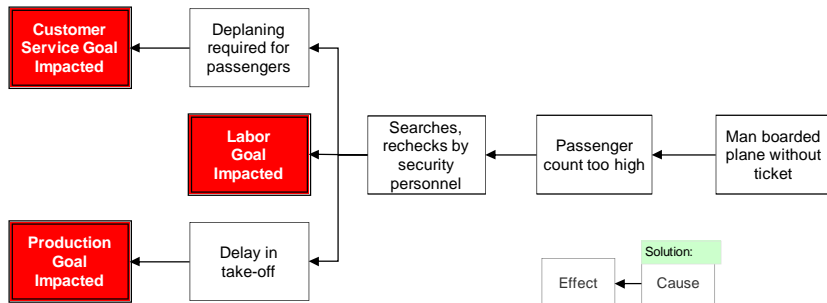 Customer
Service Goal
Impacted
Deplaning
required for
passengers
Labor
Goal
Impacted
Searches,
rechecks by
security
personnel
Passenger
count too high
Man boarded
plane without
ticket
Production
Goal
Impacted
Delay in
take-off
Solution:
Effect
Cause